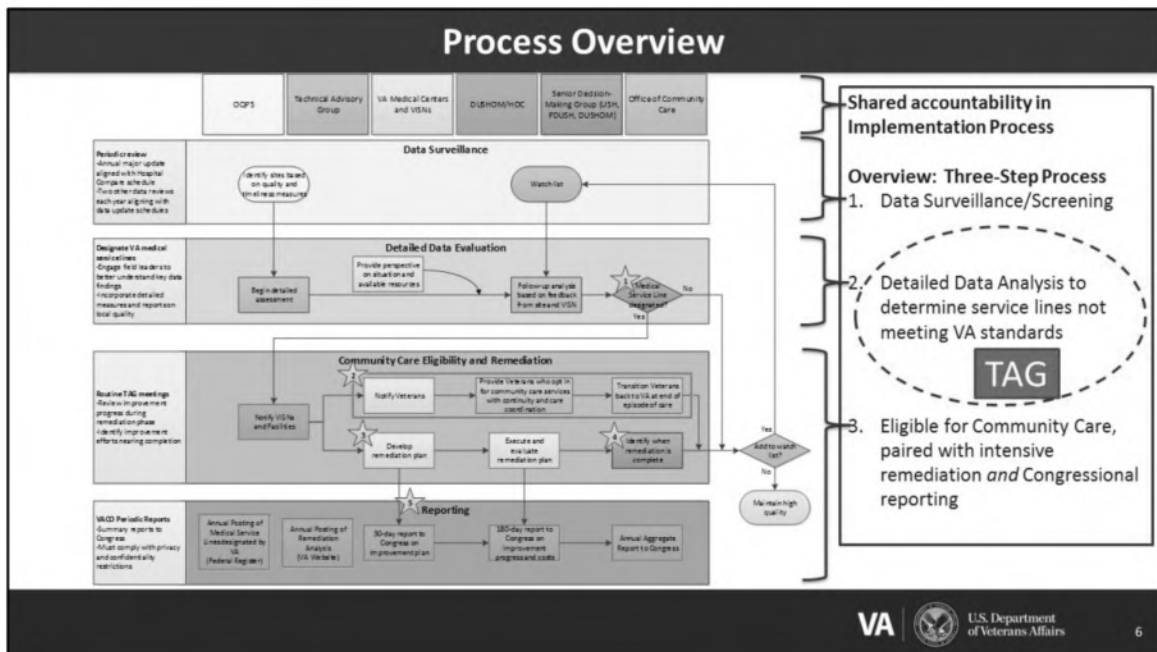 Process Overview
OQPS
Technical Advisory
Group
VA Medical Centers
and VISNs
DUSHOM/HOC
Senior Decision-
Making Group (USH,
PDUSH, DUSHOM)
Office of Community
Care
Shared accountability in
Implementation Process
Overview: Three-Step Process
1. Data Surveillance/Screening
2. Detailed Data Analysis to
determine service lines not
meeting VA standards
TAG
3. Eligible for Community Care,
paired with intensive
remediation and Congressional
reporting
Periodic review
-Annual major update
aligned with Hospital
Compare schedule
-Two other data reviews
each year aligning with
data update schedules
Data Surveillance
Identify sites based
on quality and
timeliness measures
Watch list
Designate VA medical
service lines
-Engage field leaders to
better understand key data
findings
-Incorporate detailed
measures and report on
local quality
Detailed Data Evaluation
Begin detailed
assessment
Provide perspective
on situation and
available resources
Follow-up analysis
based on feedback
from site and VISN
1
Medical
Service Line
designated?
No
Yes
Routine TAG meetings
-Review improvement
progress during
remediation phase
-Identify improvement
efforts nearing completion
Community Care Eligibility and Remediation
Notify VISNs
and Facilities
2
Notify Veterans
Provide Veterans who opt in
for community care services
with continuity and care
coordination
Transition Veterans
back to VA at end of
episode of care
3
Develop
remediation plan
Execute and
evaluate
remediation plan
4
Identify when
remediation is
complete
Add to watch
list?
Yes
No
Maintain high
quality
VACO Periodic Reports
-Summary reports to
Congress
-Must comply with privacy
and confidentiality
restrictions
5
Reporting
Annual Posting of
Medical Service
Lines designated by
VA
(Federal Register)
Annual Posting of
Remediation
Analysis
(VA Website)
30-day report to
Congress on
improvement plan
180-day report to
Congress on
improvement
progress and costs
Annual Aggregate
Report to Congress
VA
U.S. Department
of Veterans Affairs
6